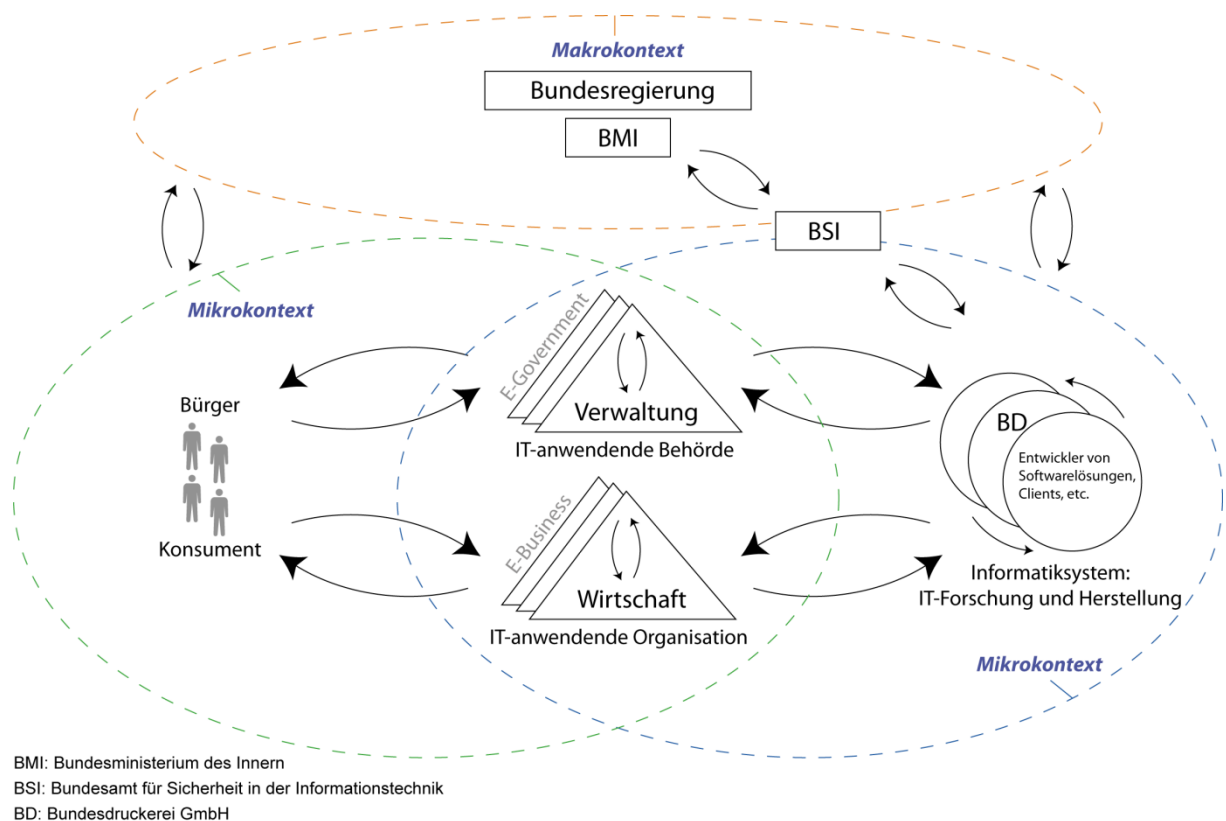 Makrokontext
Bundesregierung
BMI
BSI
Mikrokontext
E-Government
Verwaltung
IT-anwendende Behörde
Bürger
Konsument
BD
Entwickler von
Softwarelösungen,
Clients, etc.
E-Business
Wirtschaft
IT-anwendende Organisation
Informatiksystem:
IT-Forschung und Herstellung
Mikrokontext
BMI: Bundesministerium des Innern
BSI: Bundesamt für Sicherheit in der Informationstechnik
BD: Bundesdruckerei GmbH